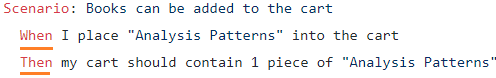 Scenario: Books can be added to the cart
When I place "Analysis Patterns" into the cart
Then my cart should contain 1 piece of "Analysis Patterns"